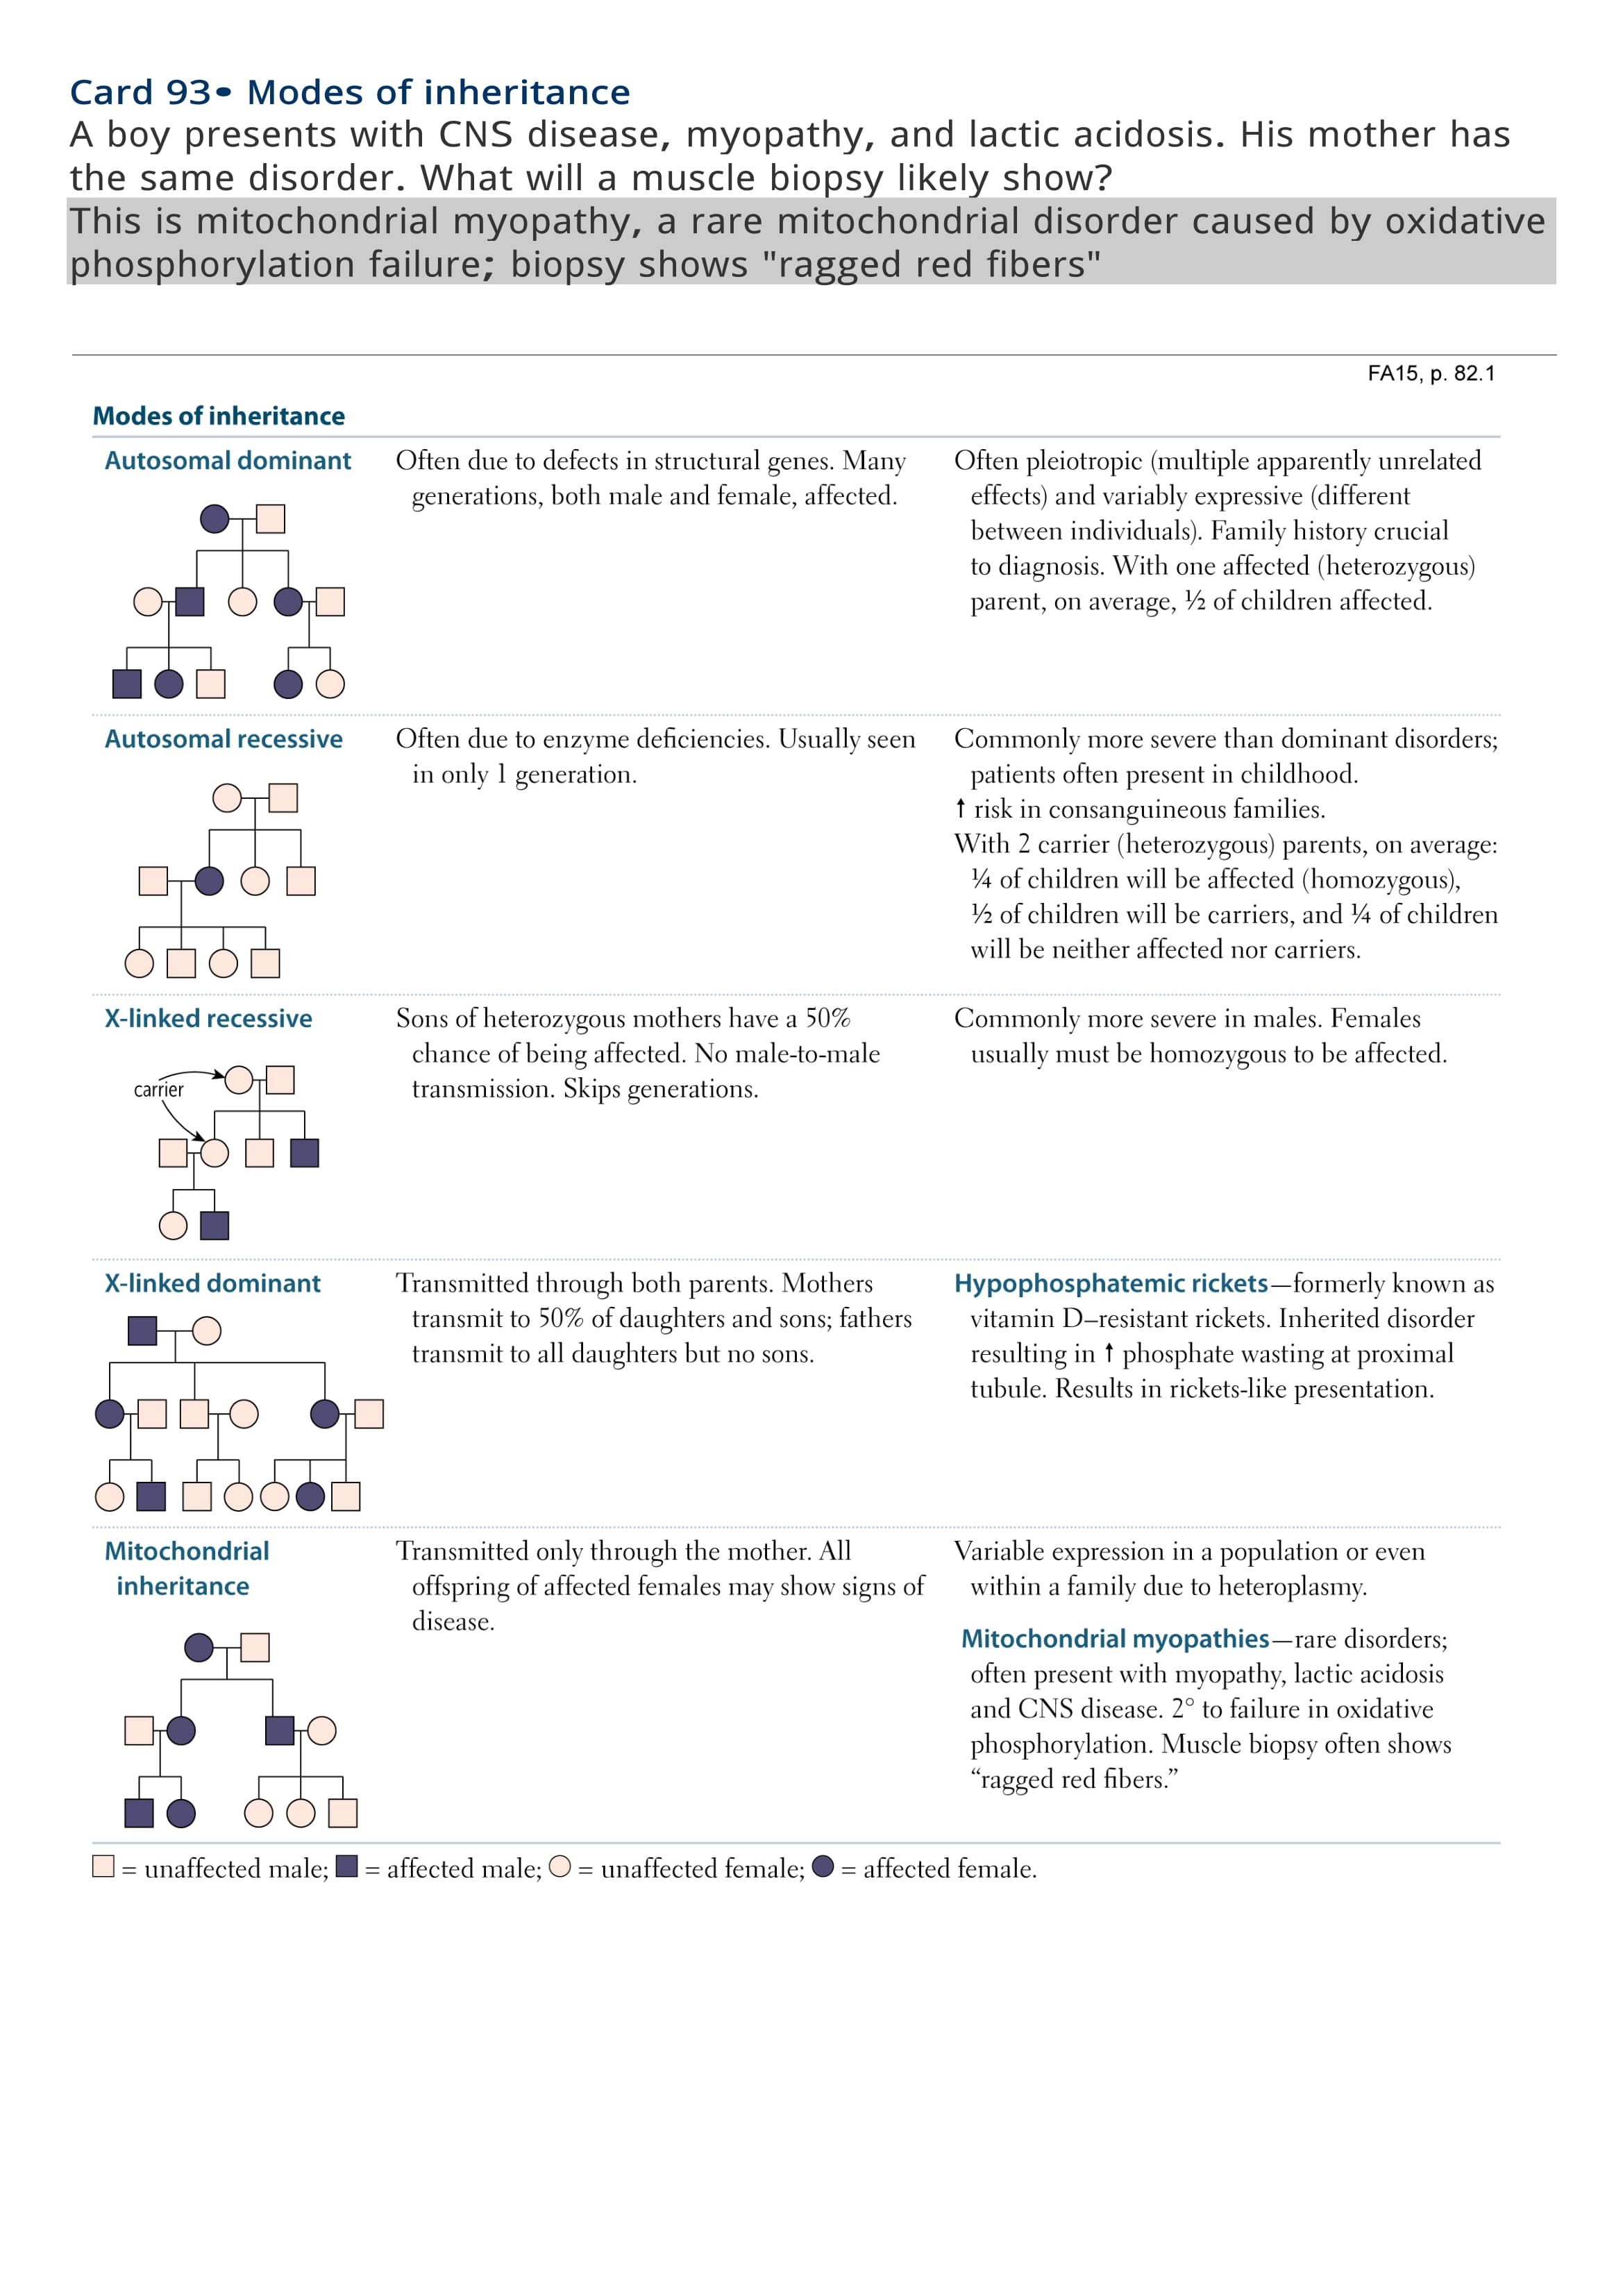 Card 93• Modes of inheritance
A boy presents with CNS disease, myopathy, and lactic acidosis. His mother has
the same disorder. What will a muscle biopsy likely show?
This is mitochondrial myopathy, a rare mitochondrial disorder caused by oxidative
phosphorylation failure; biopsy shows "ragged red fibers"
FA15, p. 82.1
Modes of inheritance
Autosomal dominant
Often due to defects in structural genes. Many
generations, both male and female, affected.
Often pleiotropic (multiple apparently unrelated
effects) and variably expressive (different
between individuals). Family history crucial
to diagnosis. With one affected (heterozygous)
parent, on average, ½ of children affected.
Autosomal recessive
Often due to enzyme deficiencies. Usually seen
in only 1 generation.
Commonly more severe than dominant disorders;
patients often present in childhood.
↑ risk in consanguineous families.
With 2 carrier (heterozygous) parents, on average:
¼ of children will be affected (homozygous),
½ of children will be carriers, and ¼ of children
will be neither affected nor carriers.
X-linked recessive
carrier
Sons of heterozygous mothers have a 50%
chance of being affected. No male-to-male
transmission. Skips generations.
Commonly more severe in males. Females
usually must be homozygous to be affected.
X-linked dominant
Transmitted through both parents. Mothers
transmit to 50% of daughters and sons; fathers
transmit to all daughters but no sons.
Hypophosphatemic rickets—formerly known as
vitamin D–resistant rickets. Inherited disorder
resulting in ↑ phosphate wasting at proximal
tubule. Results in rickets-like presentation.
Mitochondrial
inheritance
Transmitted only through the mother. All
offspring of affected females may show signs of
disease.
Variable expression in a population or even
within a family due to heteroplasmy.
Mitochondrial myopathies—rare disorders;
often present with myopathy, lactic acidosis
and CNS disease. 2° to failure in oxidative
phosphorylation. Muscle biopsy often shows
“ragged red fibers.”
= unaffected male; = affected male; = unaffected female; = affected female.